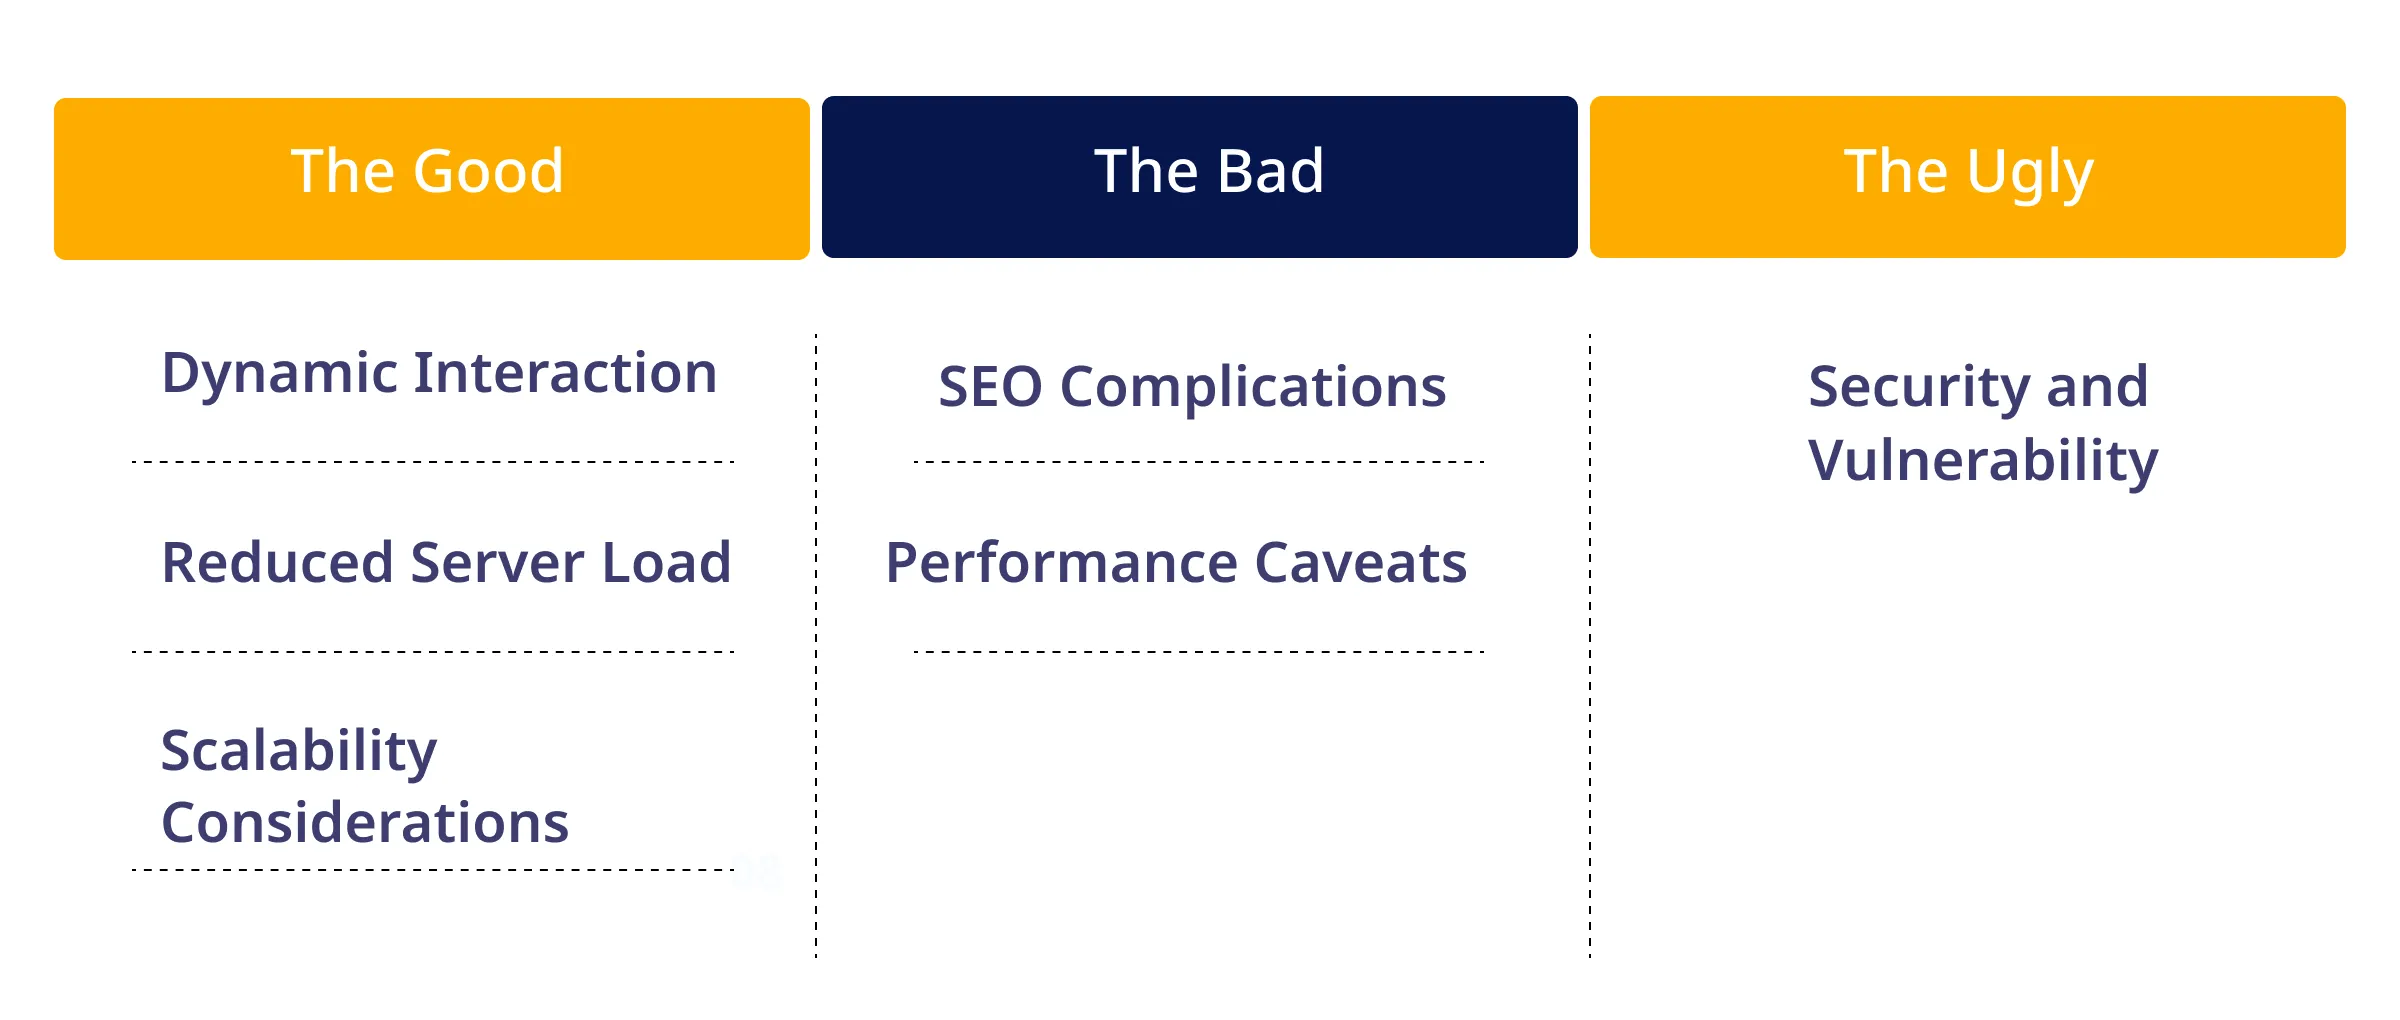 The Good
The Bad
The Ugly
Dynamic Interaction
Reduced Server Load
Scalability
Considerations
SEO Complications
Performance Caveats
Security and
Vulnerability